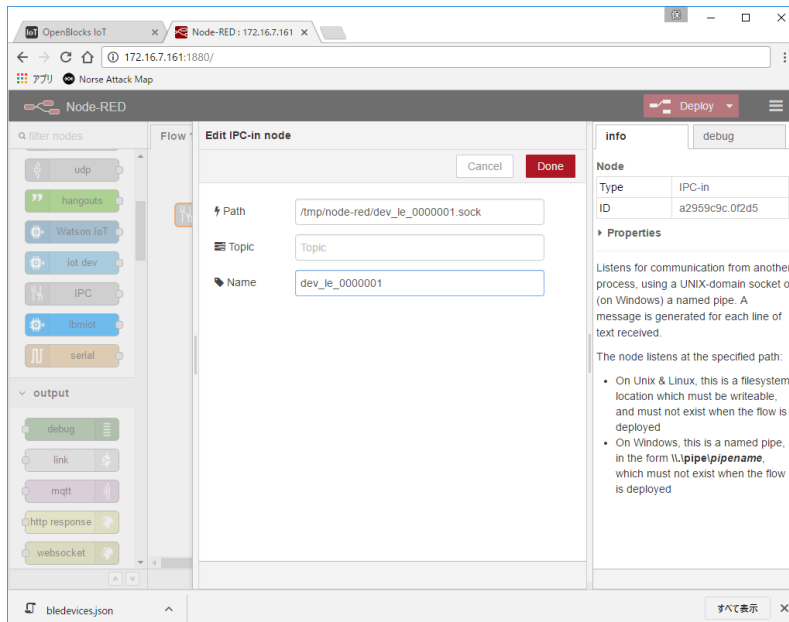 保
OpenBlocks IoT
Node-RED : 172.16.7.161
172.16.7.161:1880/
アプリ
Norse Attack Map
Node-RED
Deploy
filter nodes
Flow
Edit IPC-in node
info
debug
Cancel
Done
Node
Type IPC-in
ID a2959c9c.0f2d5
Properties
udp
hangouts
Watson IoT
iot dev
IPC
ibmiot
serial
output
debug
link
mqtt
http response
websocket
Path
/tmp/node-red/dev_le_0000001.sock
Topic
Topic
Name
dev_le_0000001
Listens for communication from another
process, using a UNIX-domain socket o
(on Windows) a named pipe. A
message is generated for each line of
text received.
The node listens at the specified path:
• On Unix & Linux, this is a filesystem
location which must be writeable,
and must not exist when the flow is
deployed
• On Windows, this is a named pipe,
in the form \\.\pipe\pipename,
which must not exist when the flow
is deployed
bledevices.json
すべて表示